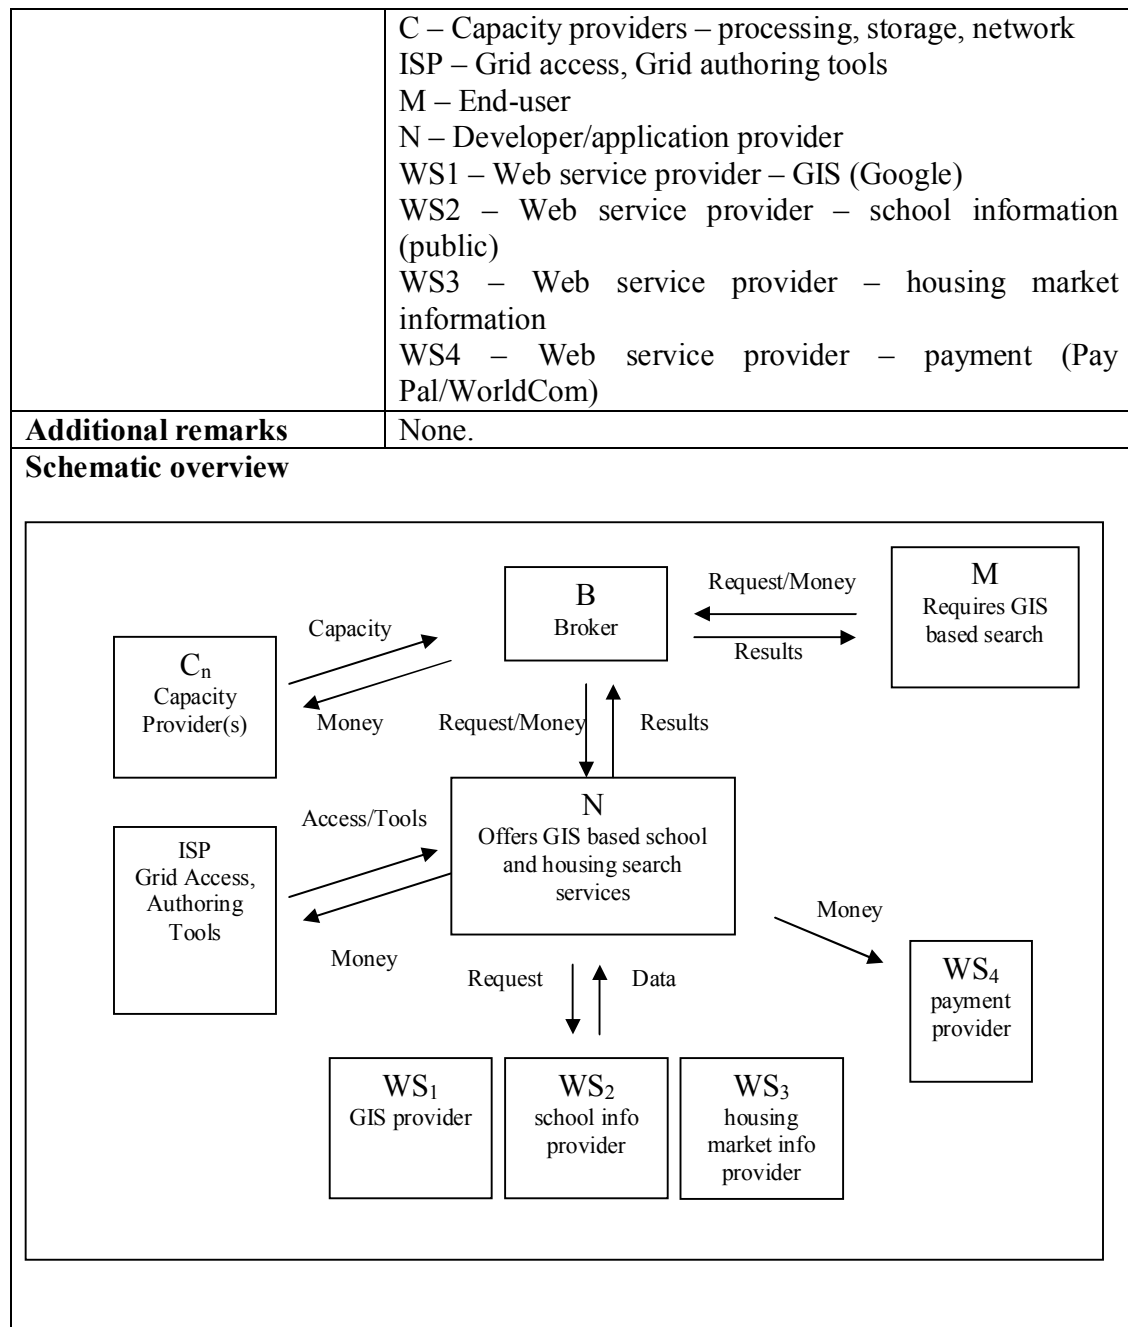 C – Capacity providers – processing, storage, network
ISP – Grid access, Grid authoring tools
M – End-user
N – Developer/application provider
WS1 – Web service provider – GIS (Google)
WS2 – Web service provider – school information
(public)
WS3 – Web service provider – housing market
information
WS4 – Web service provider – payment (Pay
Pal/WorldCom)
Additional remarks
None.
Schematic overview
B
Broker
Request/Money
Results
M
Requires GIS
based search
Capacity
Money
Cn
Capacity
Provider(s)
Request/Money
Results
N
Offers GIS based school
and housing search
services
Access/Tools
Money
ISP
Grid Access,
Authoring
Tools
Money
WS4
payment
provider
Request
Data
WS1
GIS provider
WS2
school info
provider
WS3
housing
market info
provider